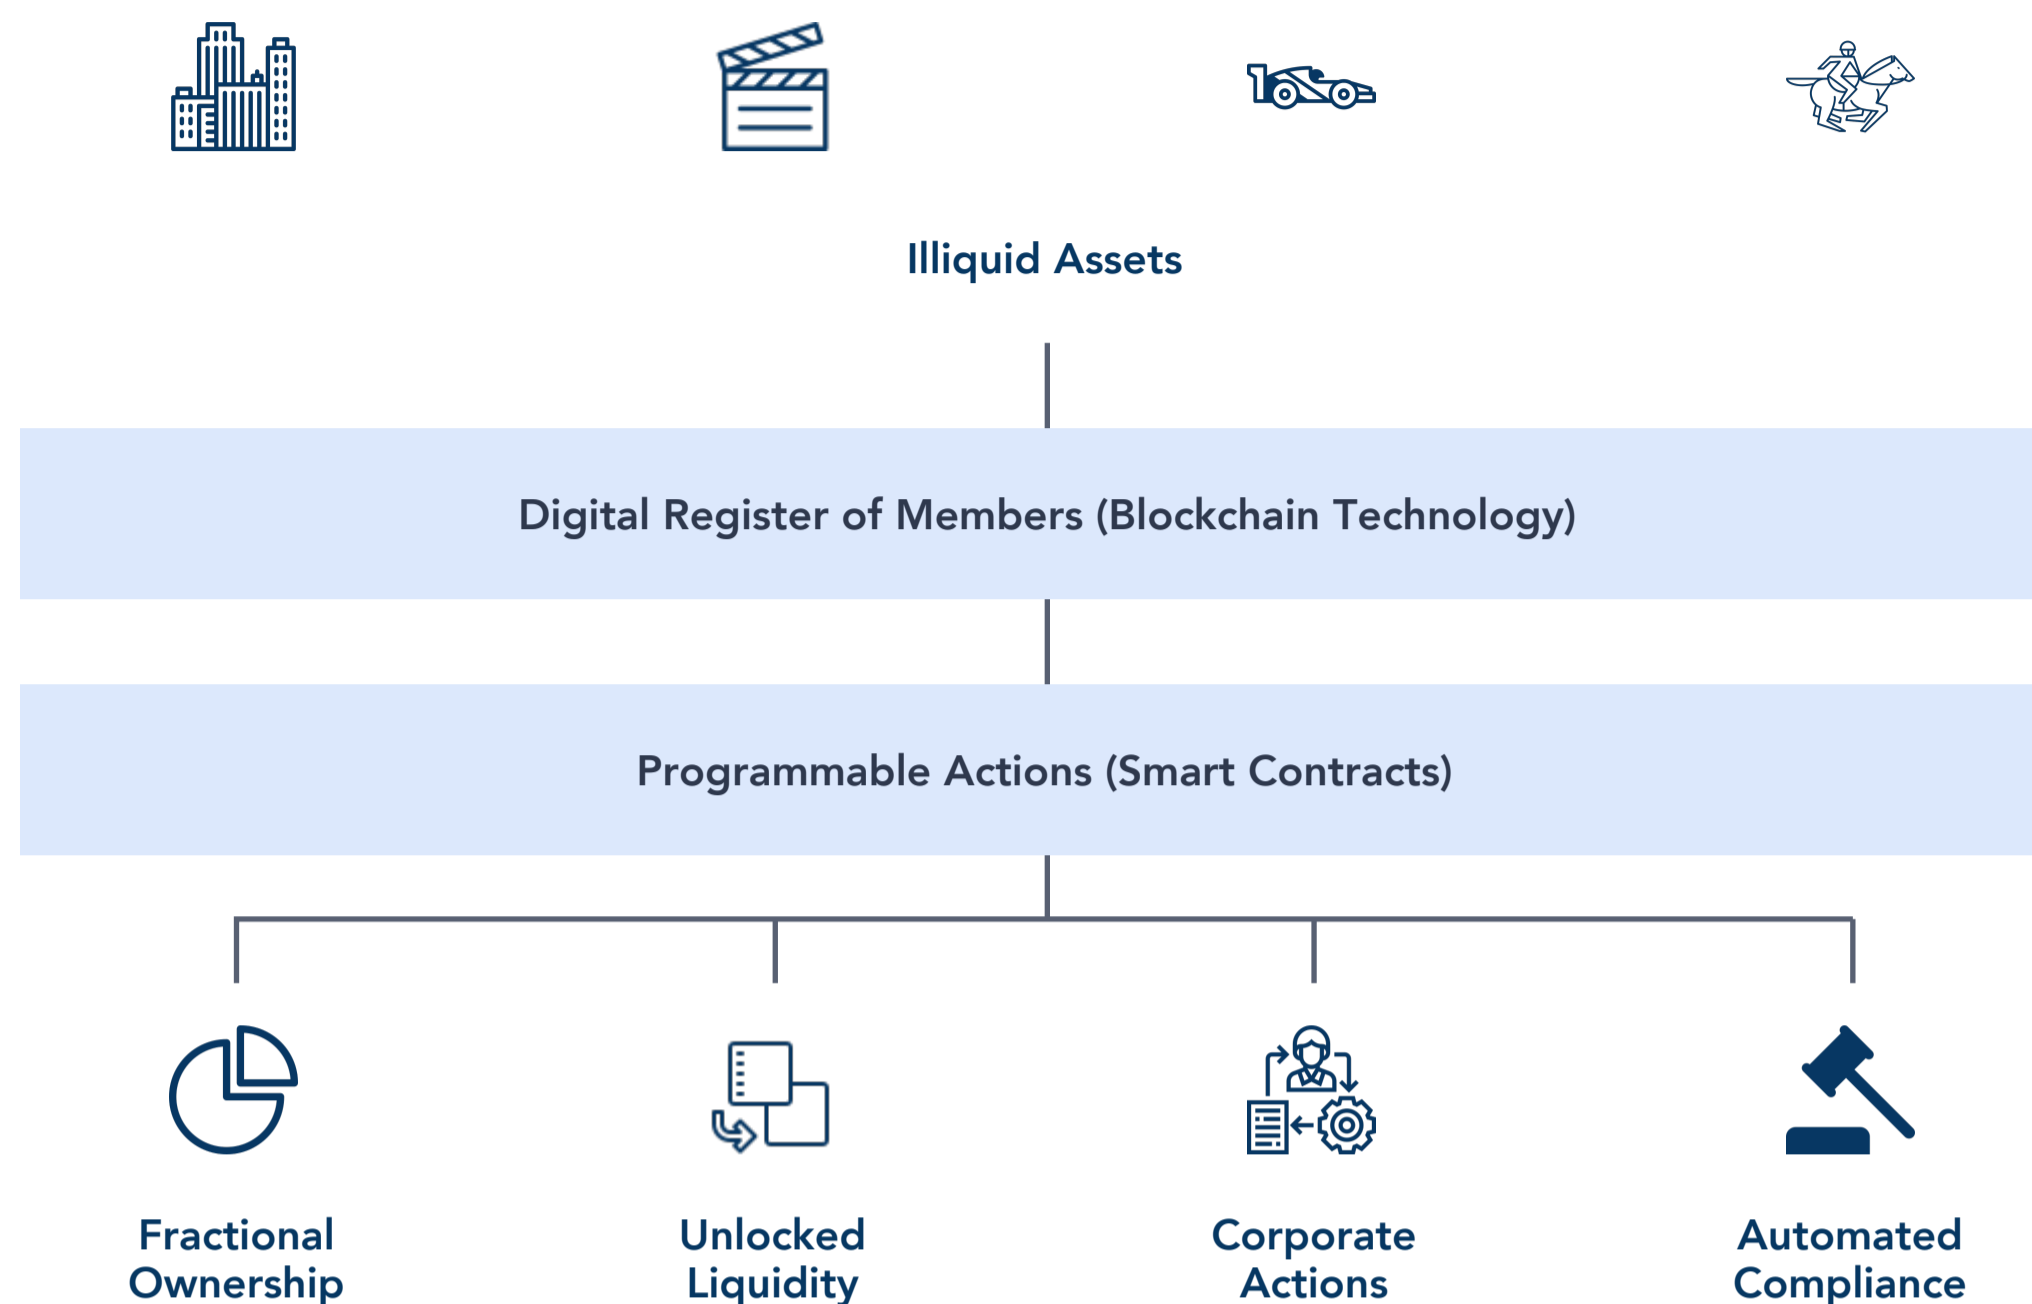 Illiquid Assets
Digital Register of Members (Blockchain Technology)
Programmable Actions (Smart Contracts)
Fractional
Ownership
Unlocked
Liquidity
Corporate
Actions
Automated
Compliance